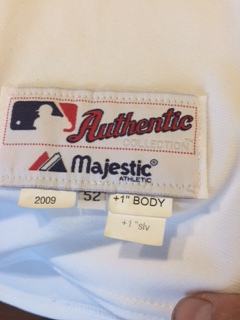 Authentic
COLLECTION
Majestic®
ATHLETIC
2009 52 +1" BODY
+1"slv